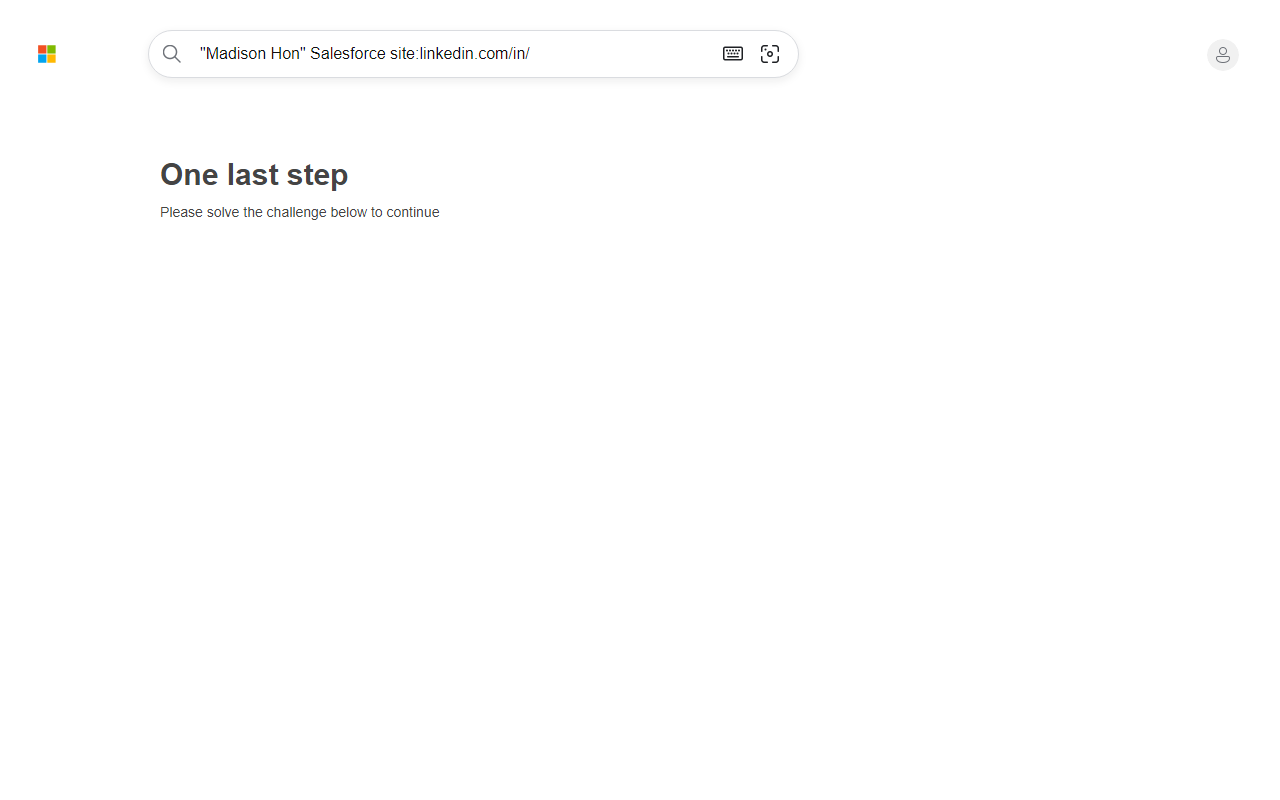 "Madison Hon" Salesforce site:linkedin.com/in/
One last step
Please solve the challenge below to continue